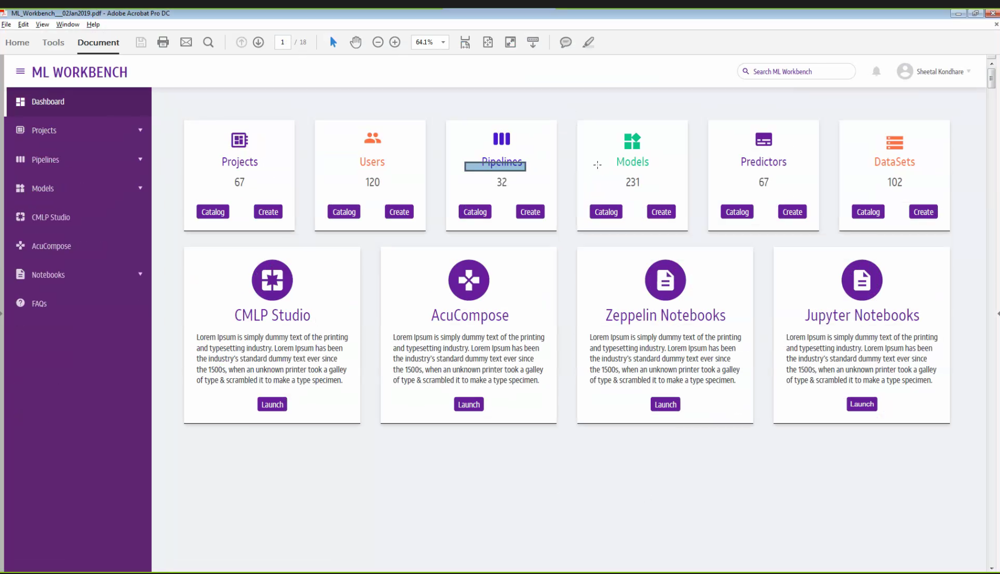 ML_Workbench__02Jan2019.pdf - Adobe Acrobat Pro DC
File Edit View Window Help
Home Tools Document 1 / 18 64.1%
ML WORKBENCH
Search ML Workbench
Sheetal Kondhare
Dashboard
Projects
Pipelines
Models
CMLP Studio
AcuCompose
Notebooks
FAQs
Projects
67
Catalog Create
Users
120
Catalog Create
Pipelines
32
Catalog Create
Models
231
Catalog Create
Predictors
67
Catalog Create
DataSets
102
Catalog Create
CMLP Studio
Lorem Ipsum is simply dummy text of the printing
and typesetting industry. Lorem Ipsum has been
the industry's standard dummy text ever since
the 1500s, when an unknown printer took a galley
of type & scrambled it to make a type specimen.
Launch
AcuCompose
Lorem Ipsum is simply dummy text of the printing
and typesetting industry. Lorem Ipsum has been
the industry's standard dummy text ever since
the 1500s, when an unknown printer took a galley
of type & scrambled it to make a type specimen.
Launch
Zeppelin Notebooks
Lorem Ipsum is simply dummy text of the printing
and typesetting industry. Lorem Ipsum has been
the industry's standard dummy text ever since
the 1500s, when an unknown printer took a galley
of type & scrambled it to make a type specimen.
Launch
Jupyter Notebooks
Lorem Ipsum is simply dummy text of the printing
and typesetting industry. Lorem Ipsum has been
the industry's standard dummy text ever since
the 1500s, when an unknown printer took a galley
of type & scrambled it to make a type specimen.
Launch